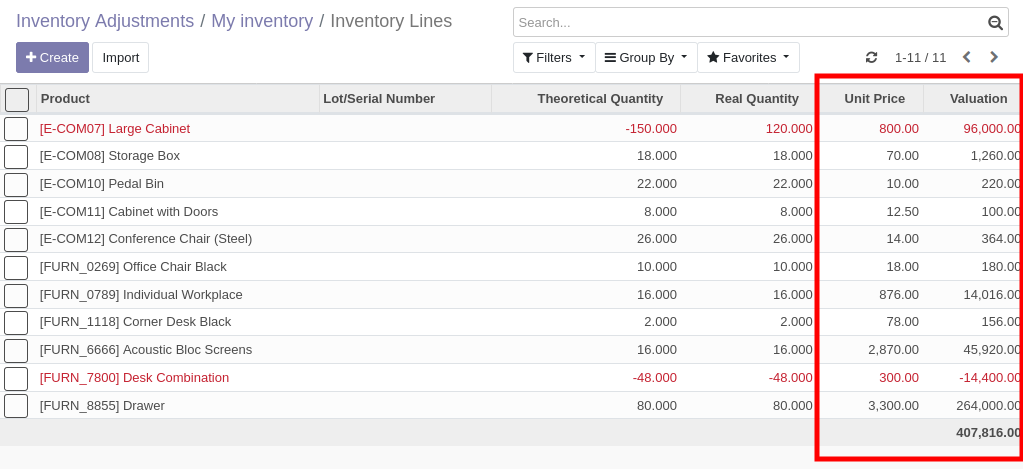 Inventory Adjustments / My inventory / Inventory Lines
Search...
Create Import Filters Group By Favorites 1-11 / 11
Product Lot/Serial Number Theoretical Quantity Real Quantity Unit Price Valuation
[E-COM07] Large Cabinet -150.000 120.000 800.00 96,000.00
[E-COM08] Storage Box 18.000 18.000 70.00 1,260.00
[E-COM10] Pedal Bin 22.000 22.000 10.00 220.00
[E-COM11] Cabinet with Doors 8.000 8.000 12.50 100.00
[E-COM12] Conference Chair (Steel) 26.000 26.000 14.00 364.00
[FURN_0269] Office Chair Black 10.000 10.000 18.00 180.00
[FURN_0789] Individual Workplace 16.000 16.000 876.00 14,016.00
[FURN_1118] Corner Desk Black 2.000 2.000 78.00 156.00
[FURN_6666] Acoustic Bloc Screens 16.000 16.000 2,870.00 45,920.00
[FURN_7800] Desk Combination -48.000 -48.000 300.00 -14,400.00
[FURN_8855] Drawer 80.000 80.000 3,300.00 264,000.00
407,816.00